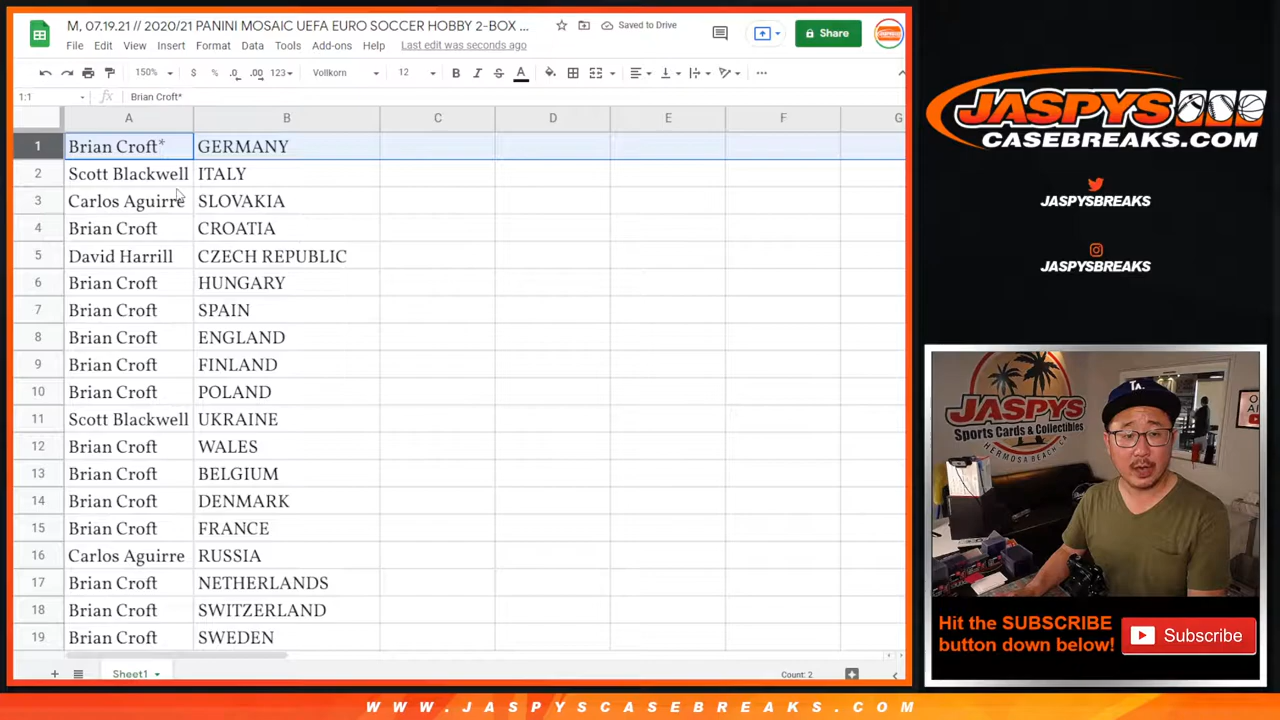 M, 07.19.21 // 2020/21 PANINI MOSAIC UEFA EURO SOCCER HOBBY 2-BOX ...
Saved to Drive
File Edit View Insert Format Data Tools Add-ons Help Last edit was seconds ago
Share
150% $ % .0 .00 123 Vollkorn 12 B I S A
1:1 fx Brian Croft*
A B C D E F G
1 Brian Croft* GERMANY
2 Scott Blackwell ITALY
3 Carlos Aguirre SLOVAKIA
4 Brian Croft CROATIA
5 David Harrill CZECH REPUBLIC
6 Brian Croft HUNGARY
7 Brian Croft SPAIN
8 Brian Croft ENGLAND
9 Brian Croft FINLAND
10 Brian Croft POLAND
11 Scott Blackwell UKRAINE
12 Brian Croft WALES
13 Brian Croft BELGIUM
14 Brian Croft DENMARK
15 Brian Croft FRANCE
16 Carlos Aguirre RUSSIA
17 Brian Croft NETHERLANDS
18 Brian Croft SWITZERLAND
19 Brian Croft SWEDEN
Sheet1
Count: 2
JASPYS
CASEBREAKS.COM
JASPYSBREAKS
JASPYSBREAKS
JASPYS
Sports Cards & Collectibles
HERMOSA BEACH CA
TA
Hit the SUBSCRIBE
button down below!
Subscribe
WWW.JASPYSCASEBREAKS.COM